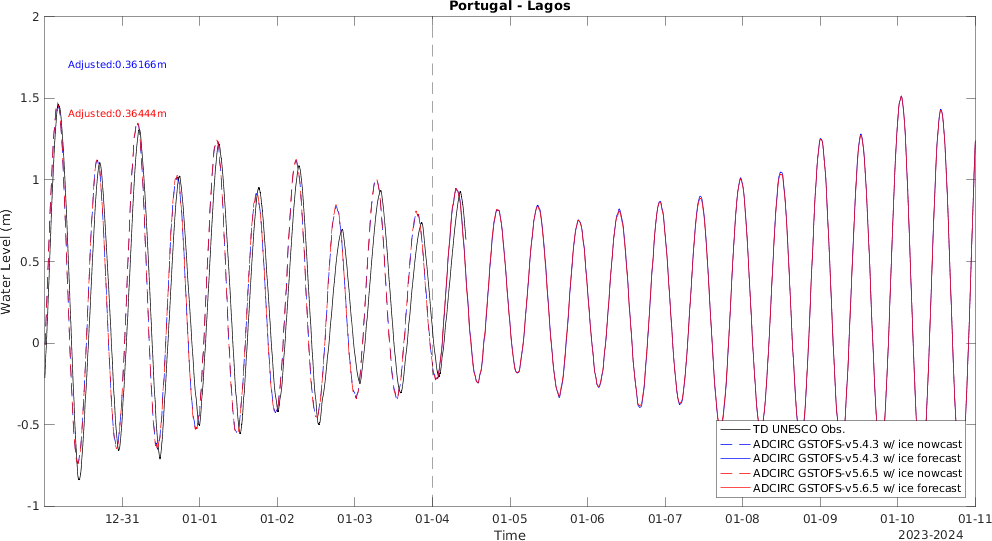 Portugal - Lagos
2
Adjusted:0.36166m
1.5
Adjusted:0.36444m
1
Water Level (m)
0.5
0
-0.5
TD UNESCO Obs.
ADCIRC GSTOFS-v5.4.3 w/ ice nowcast
ADCIRC GSTOFS-v5.4.3 w/ ice forecast
ADCIRC GSTOFS-v5.6.5 w/ ice nowcast
ADCIRC GSTOFS-v5.6.5 w/ ice forecast
-1
12-31 01-01 01-02 01-03 01-04 01-05 01-06 01-07 01-08 01-09 01-10 01-11
Time
2023-2024